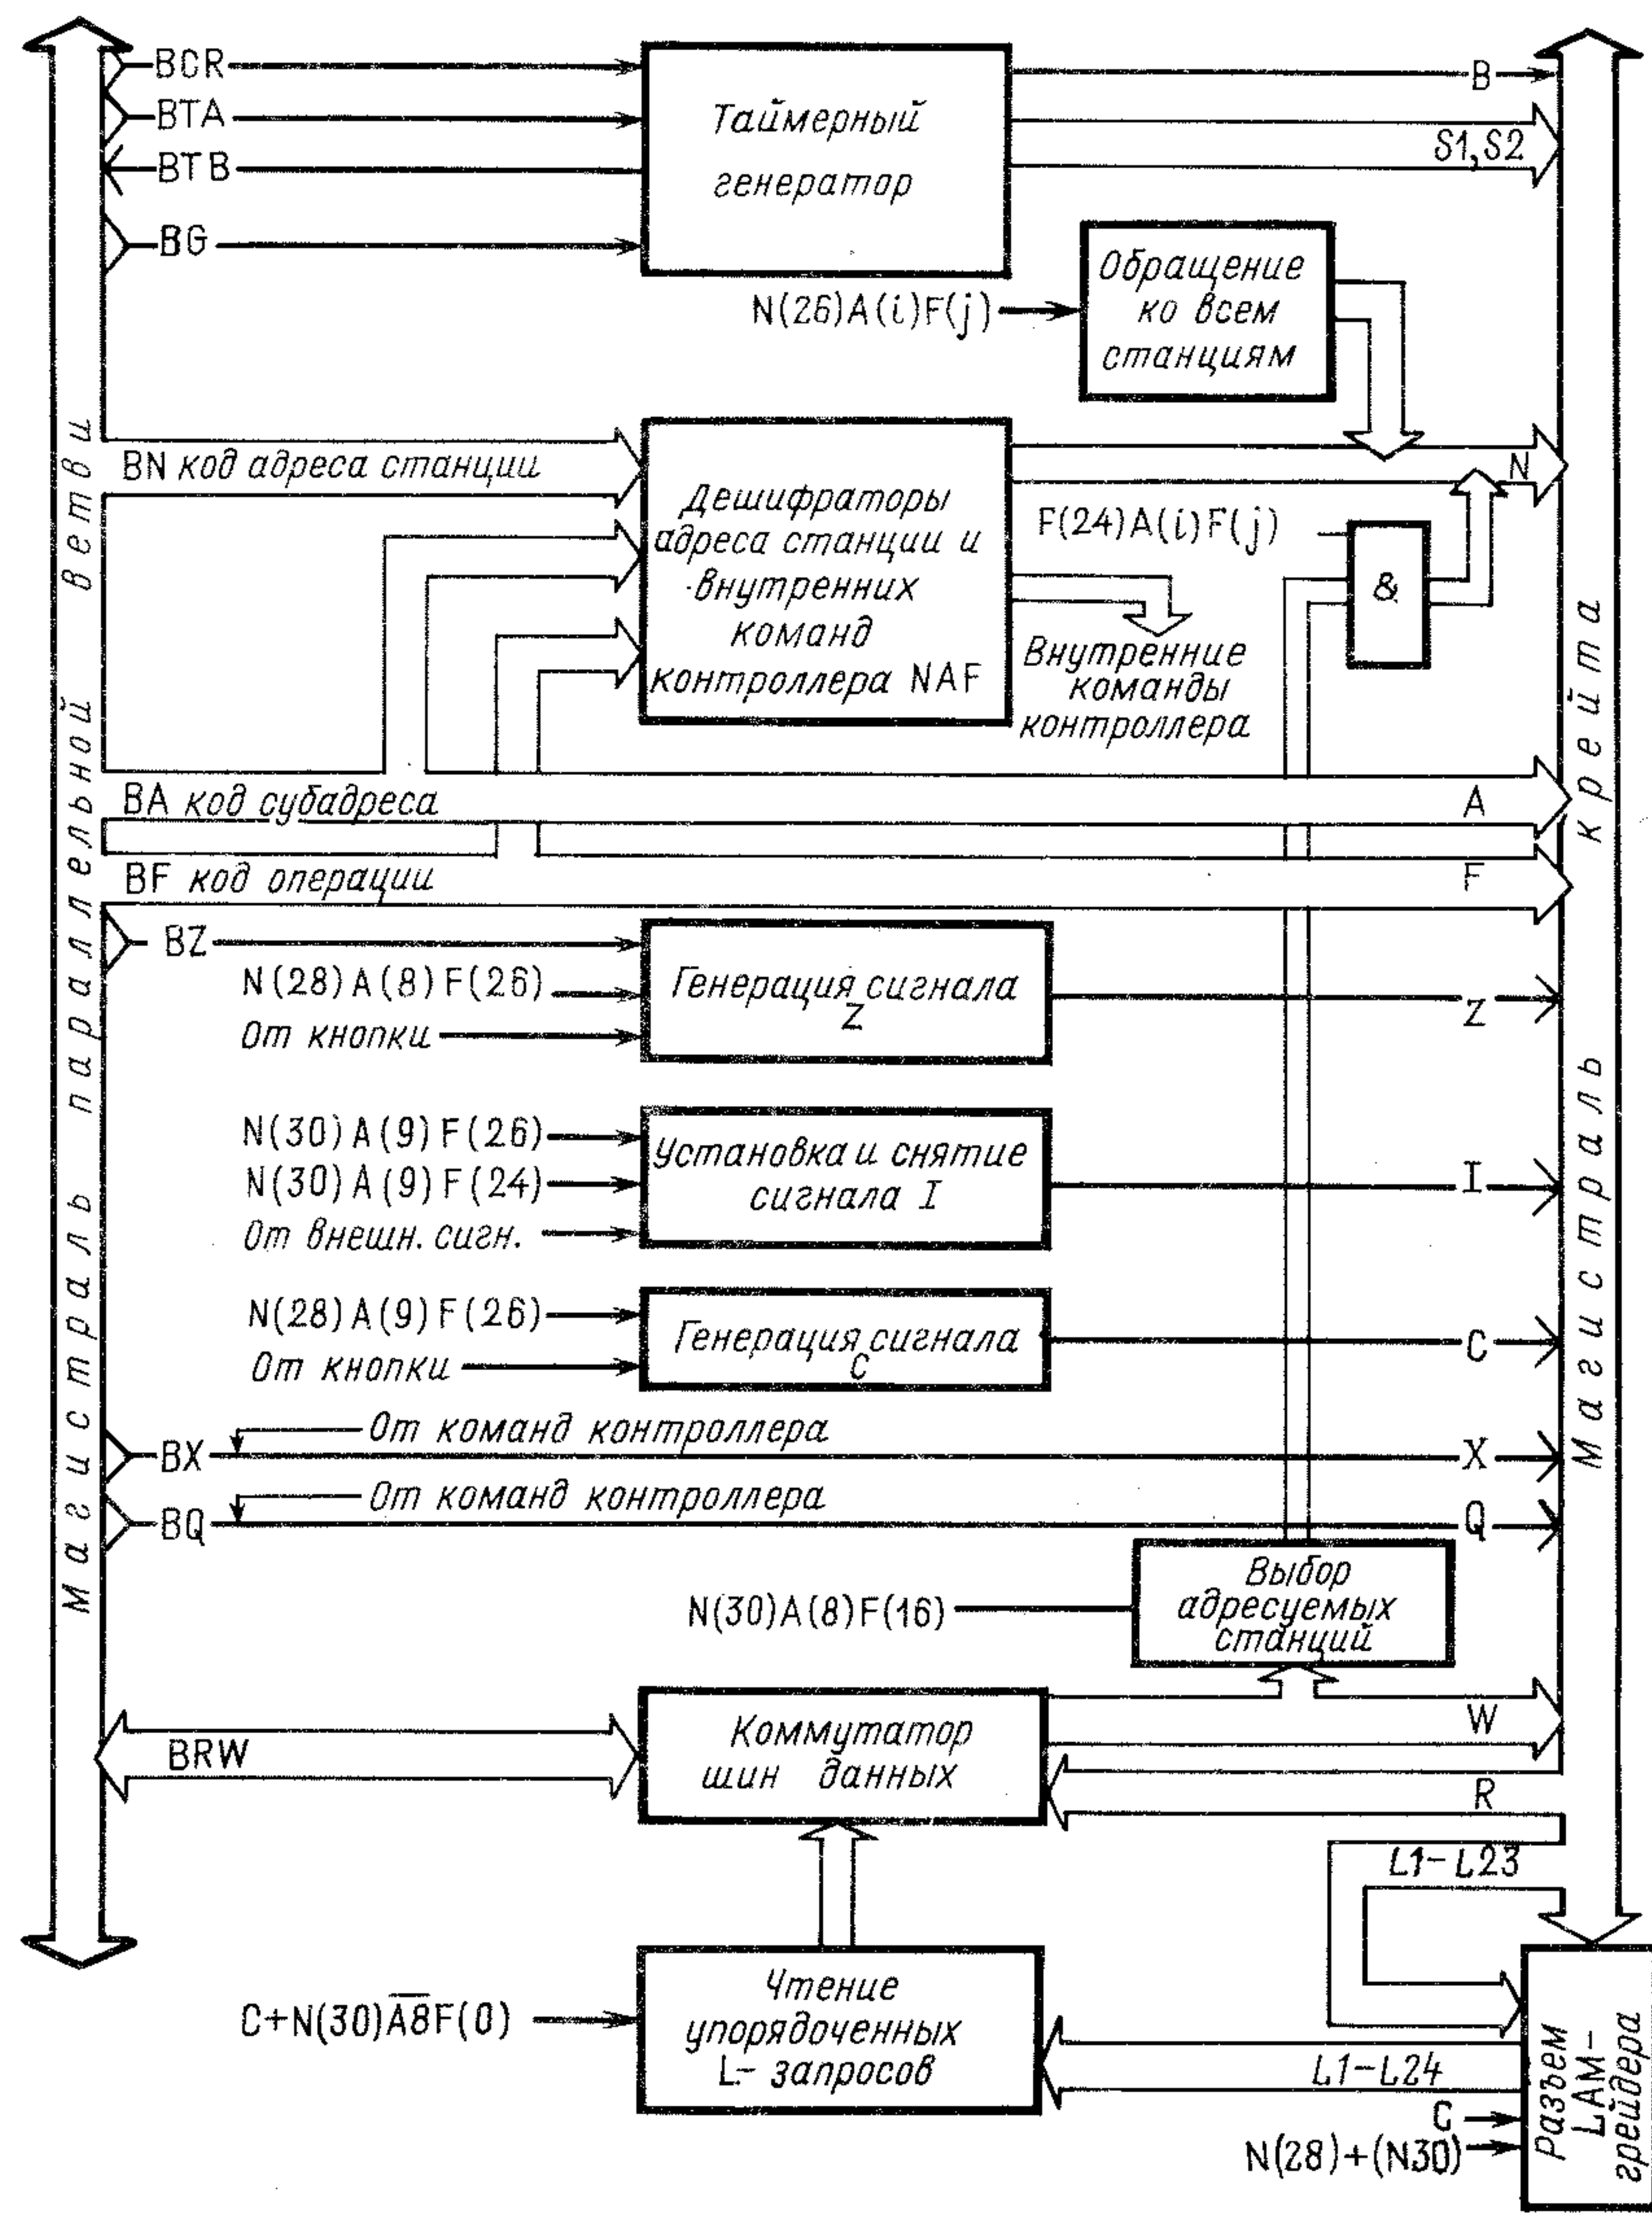 BCR
BTA
BTB
BG
Таймерный
генератор
B
S1,S2
Обращение
ко всем
станциям
N(26)A(i)F(j)
BN код адреса станции
N
Дешифраторы
адреса станции и
внутренних
команд
контроллера NAF
F(24)A(i)F(j)
&
Внутренние
команды
контроллера
BA код субадреса
A
BF код операции
F
BZ
N(28)A(8)F(26)
От кнопки
Генерация сигнала
Z
Z
N(30)A(9)F(26)
N(30)A(9)F(24)
От внешн. сигн.
Установка и снятие
сигнала I
I
N(28)A(9)F(26)
От кнопки
Генерация сигнала
C
C
От команд контроллера
BX
X
От команд контроллера
BQ
Q
N(30)A(8)F(16)
Выбор
адресуемых
станций
BRW
Коммутатор
шин данных
W
R
L1-L23
C+N(30)A̅8̅F(0)
Чтение
упорядоченных
L-запросов
L1-L24
C
N(28)+(N30)
Разъем
LAM-
грейдера
Магистраль параллельной ветви
Магистраль крейта